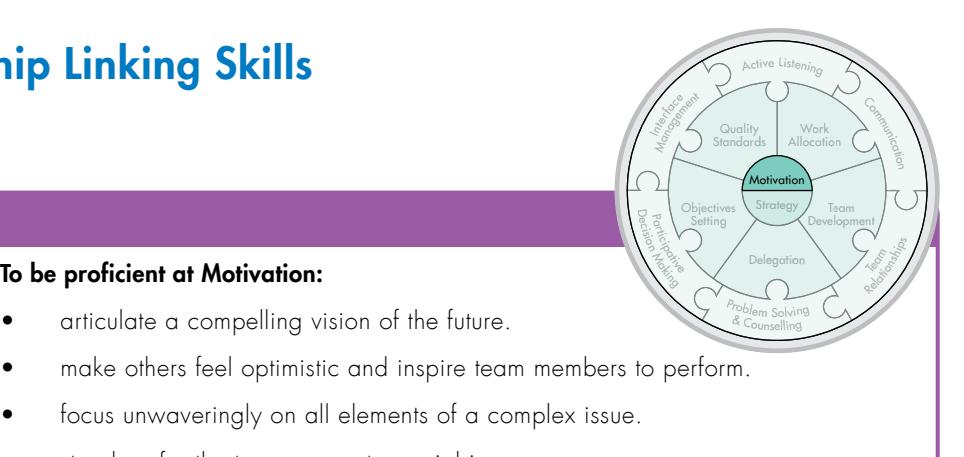 Linking Skills
Active Listening
Communication
Team
Relationships
Problem Solving
& Counselling
Participative
Decision Making
Interface
Management
Quality
Standards
Work
Allocation
Motivation
Strategy
Objectives
Setting
Team
Development
Delegation
To be proficient at Motivation:
• articulate a compelling vision of the future.
• make others feel optimistic and inspire team members to perform.
• focus unwaveringly on all elements of a complex issue.